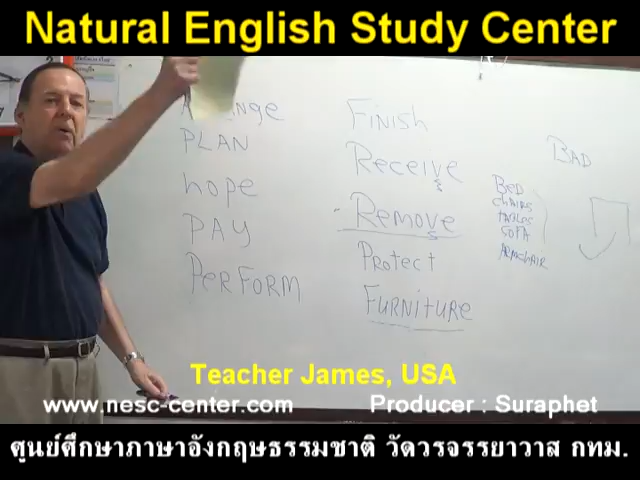 Natural English Study Center
PLAN
hope
PAY
PERFORM
Finish
Receive
Remove
Protect
FURNITURE
BAD
BED
CHAIRS
TABLES
SOFA
ARMCHAIR
Teacher James, USA
www.nesc-center.com Producer : Suraphet
ศูนย์ศึกษาภาษาอังกฤษธรรมชาติ วัดวรจรรยาวาส กทม.